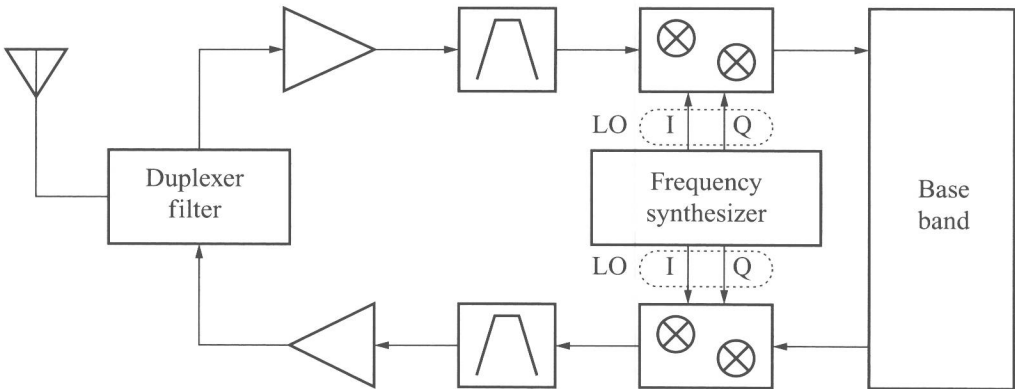 LO I Q
Duplexer
filter
Frequency
synthesizer
Base
band
LO I Q